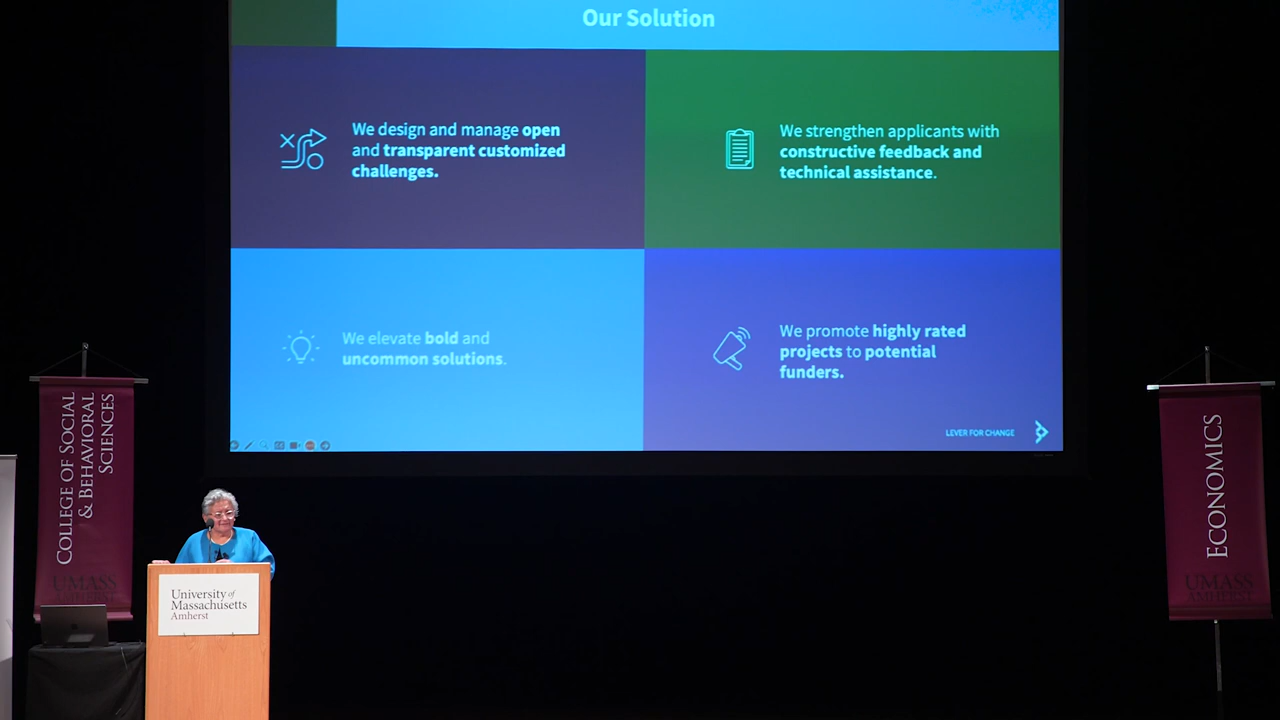 Our Solution
We design and manage open
and transparent customized
challenges.
We strengthen applicants with
constructive feedback and
technical assistance.
We elevate bold and
uncommon solutions.
We promote highly rated
projects to potential
funders.
LEVER FOR CHANGE
COLLEGE OF SOCIAL
& BEHAVIORAL
SCIENCES
UMASS
AMHERST
ECONOMICS
UMASS
AMHERST
University of
Massachusetts
Amherst